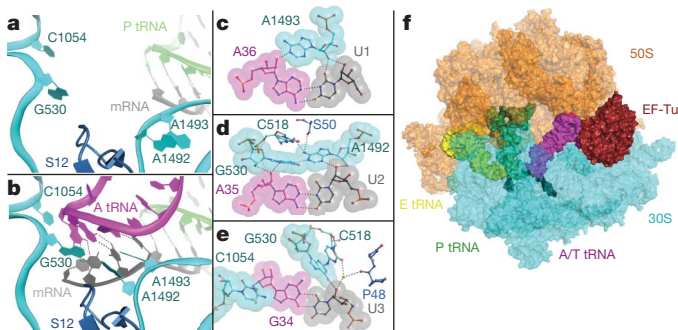 a
C1054
P tRNA
G530
mRNA
A1493
S12
A1492
b
C1054
A tRNA
G530
mRNA
A1493
A1492
S12
c
A1493
A36
U1
d
C518
S50
A1492
G530
A35
U2
e
G530
C518
C1054
P48
G34
U3
f
50S
EF-Tu
E tRNA
30S
P tRNA
A/T tRNA